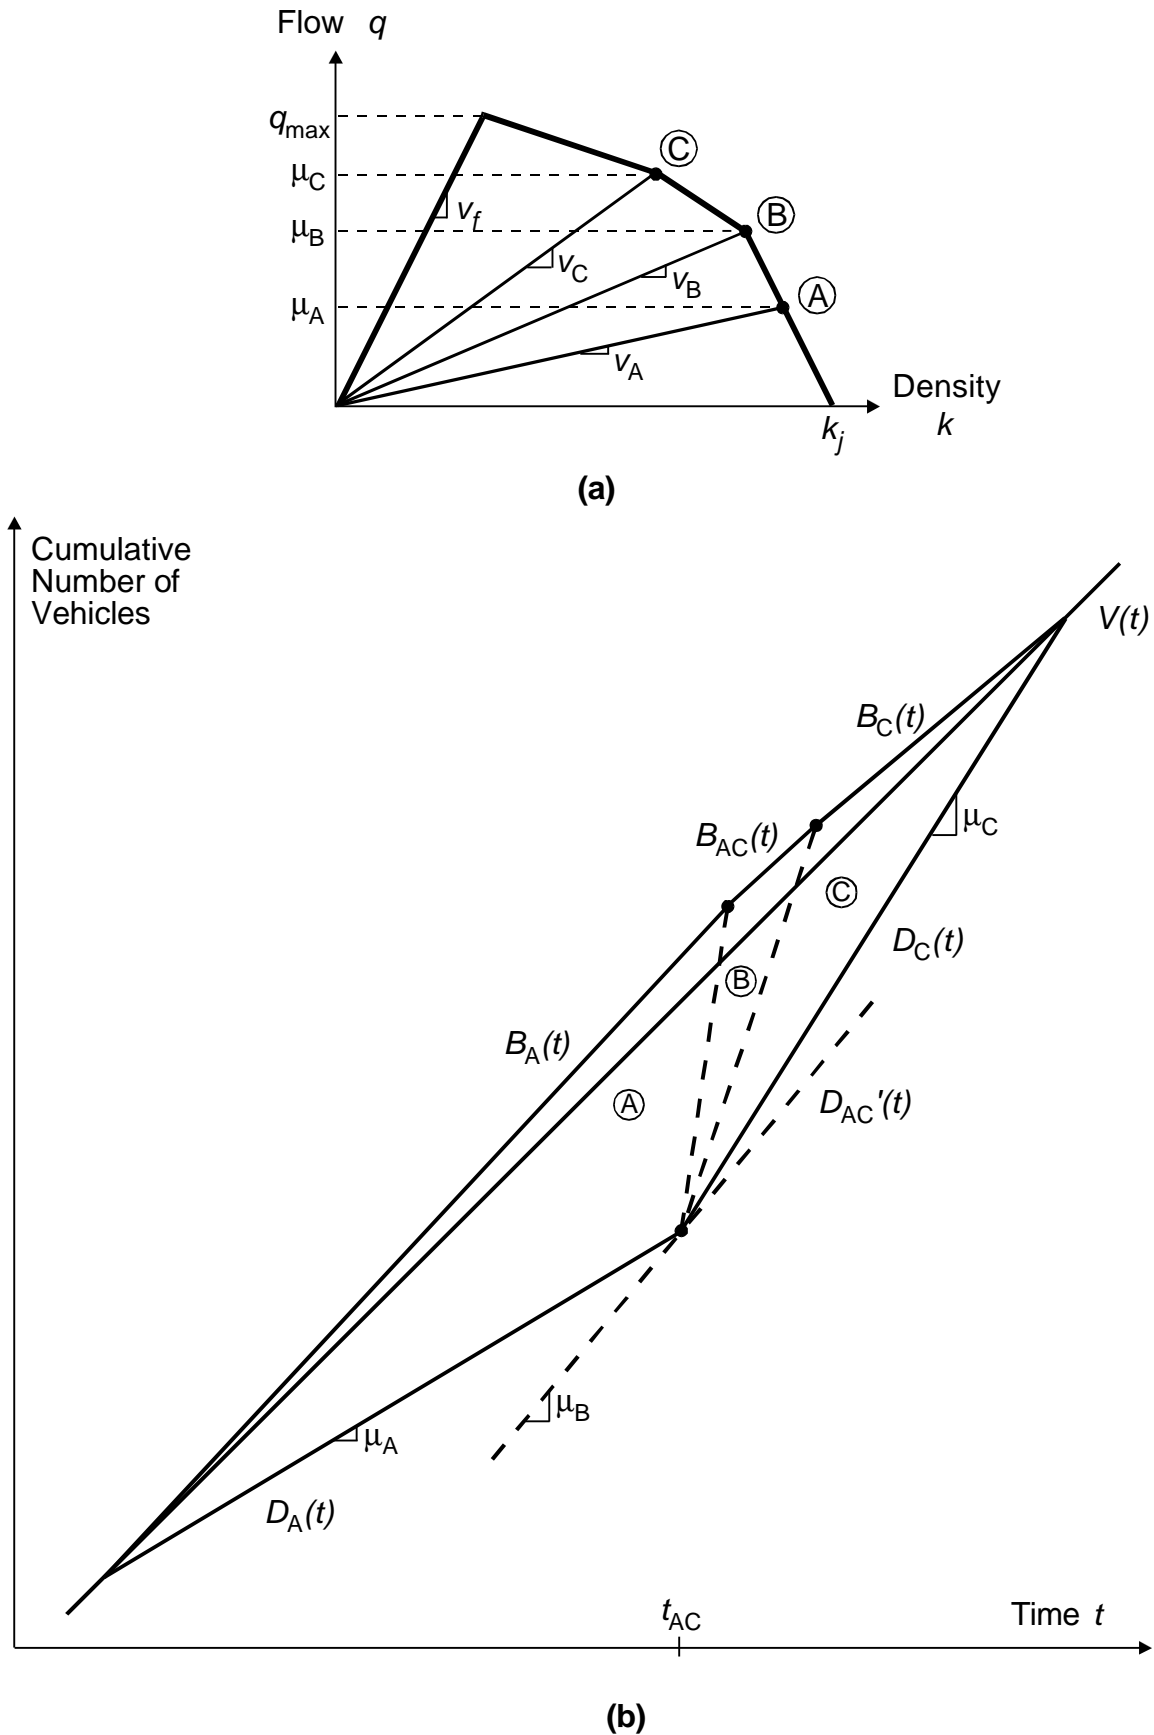 Flow q
q_max
μ_C
μ_B
μ_A
C
B
A
v_f
v_C
v_B
v_A
Density
k
k_j
(a)
Cumulative
Number of
Vehicles
V(t)
B_C(t)
B_AC(t)
μ_C
C
D_C(t)
B
B_A(t)
A
D_AC'(t)
μ_B
μ_A
D_A(t)
t_AC
Time t
(b)